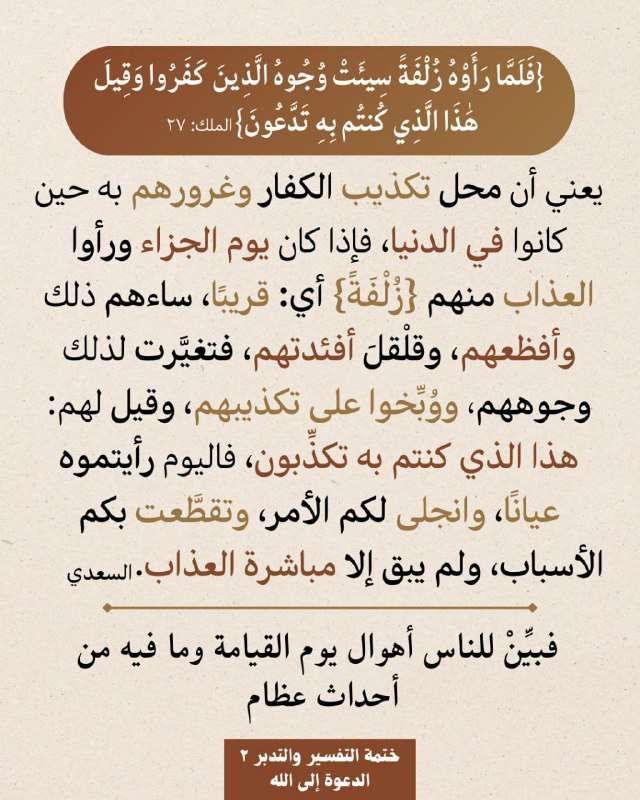 {فَلَمَّا رَأَوْهُ زُلْفَةً سِيئَتْ وُجُوهُ الَّذِينَ كَفَرُوا وَقِيلَ
هَٰذَا الَّذِي كُنتُم بِهِ تَدَّعُونَ} الملك: ٢٧
يعني أن محل تكذيب الكفار وغرورهم به حين
كانوا في الدنيا، فإذا كان يوم الجزاء ورأوا
العذاب منهم {زُلْفَةً} أي: قريبًا، ساءهم ذلك
وأفظعهم، وقلْقلَ أفئدتهم، فتغيَّرت لذلك
وجوههم، ووُبِّخوا على تكذيبهم، وقيل لهم:
هذا الذي كنتم به تكذِّبون، فاليوم رأيتموه
عيانًا، وانجلى لكم الأمر، وتقطَّعت بكم
الأسباب، ولم يبق إلا مباشرة العذاب. السعدي
فبيِّنْ للناس أهوال يوم القيامة وما فيه من
أحداث عظام
ختمة التفسير والتدبر ٢
الدعوة إلى الله